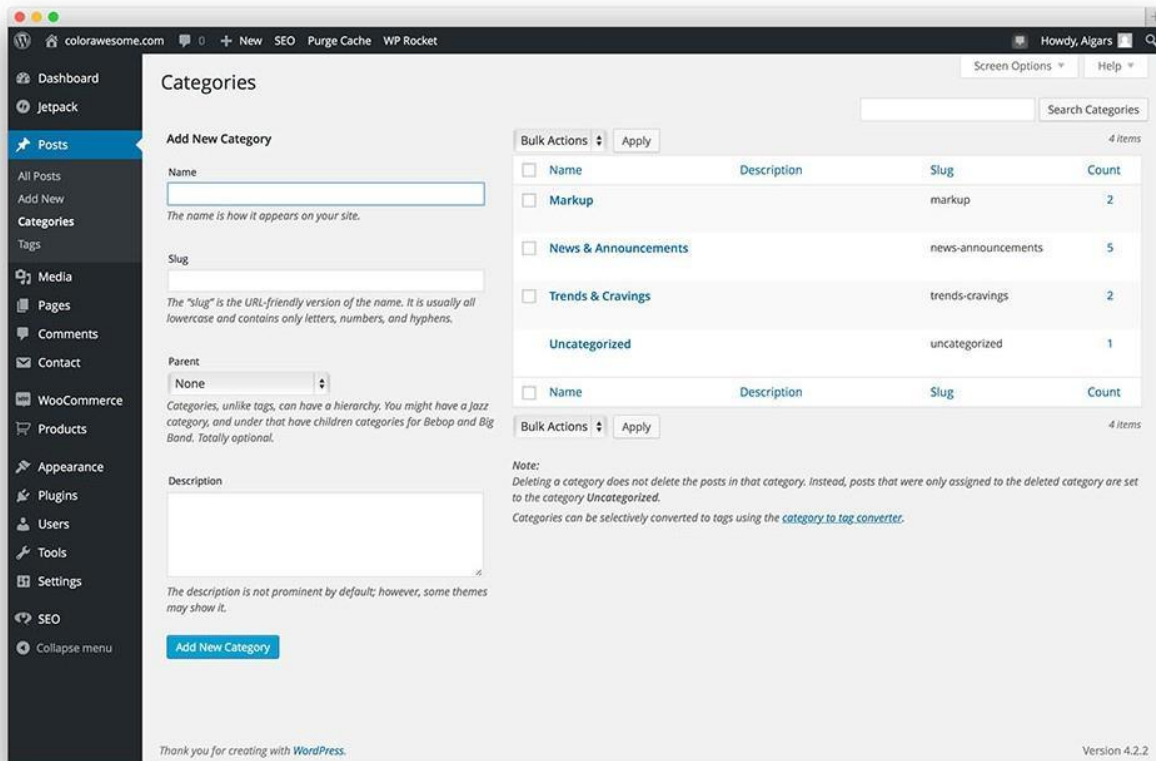 colorawesome.com 0 + New SEO Purge Cache WP Rocket
Howdy, Aigars
Dashboard
Jetpack
Posts
All Posts
Add New
Categories
Tags
Media
Pages
Comments
Contact
WooCommerce
Products
Appearance
Plugins
Users
Tools
Settings
SEO
Collapse menu
Screen Options
Help
Categories
Search Categories
Add New Category
Name
The name is how it appears on your site.
Slug
The "slug" is the URL-friendly version of the name. It is usually all
lowercase and contains only letters, numbers, and hyphens.
Parent
None
Categories, unlike tags, can have a hierarchy. You might have a Jazz
category, and under that have children categories for Bebop and Big
Band. Totally optional.
Description
The description is not prominent by default; however, some themes
may show it.
Add New Category
Bulk Actions Apply
4 items
Name Description Slug Count
Markup markup 2
News & Announcements news-announcements 5
Trends & Cravings trends-cravings 2
Uncategorized uncategorized 1
Name Description Slug Count
Bulk Actions Apply
4 items
Note:
Deleting a category does not delete the posts in that category. Instead, posts that were only assigned to the deleted category are set
to the category Uncategorized.
Categories can be selectively converted to tags using the category to tag converter.
Thank you for creating with WordPress.
Version 4.2.2